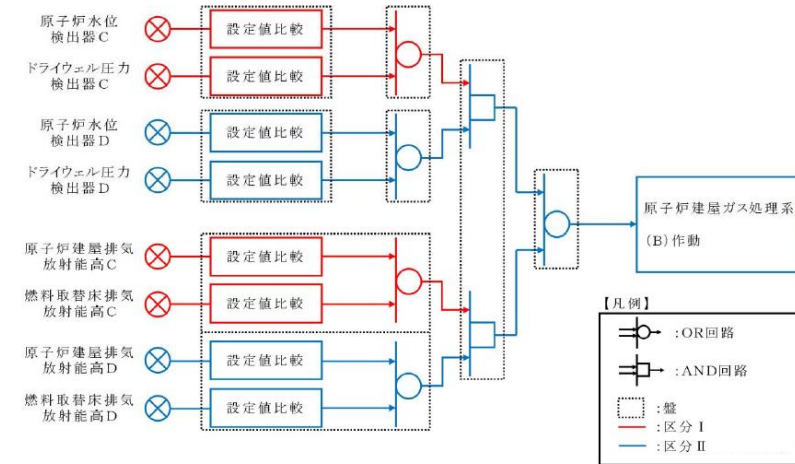 原子炉水位
検出器C
設定値比較
ドライウェル圧力
検出器C
設定値比較
原子炉水位
検出器D
設定値比較
ドライウェル圧力
検出器D
設定値比較
原子炉建屋ガス処理系
(B)作動
原子炉建屋排気
放射能高C
設定値比較
燃料取替床排気
放射能高C
設定値比較
原子炉建屋排気
放射能高D
設定値比較
燃料取替床排気
放射能高D
設定値比較
【凡例】
:OR回路
:AND回路
:盤
:区分Ⅰ
:区分Ⅱ